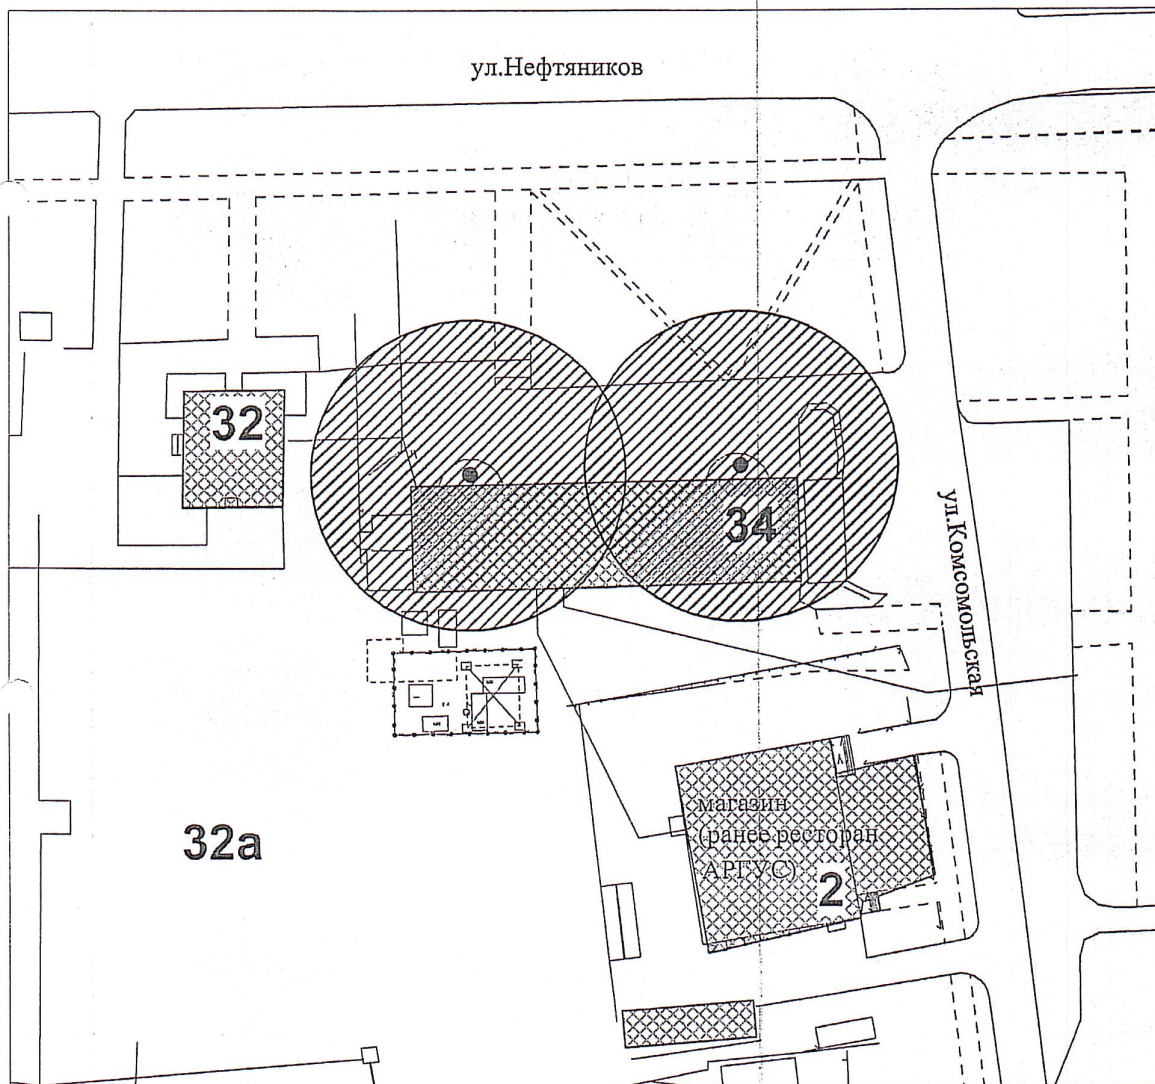 ул.Нефтяников
32
34
ул.Комсомольская
32а
магазин
(ранее ресторан
АРГУС)
2